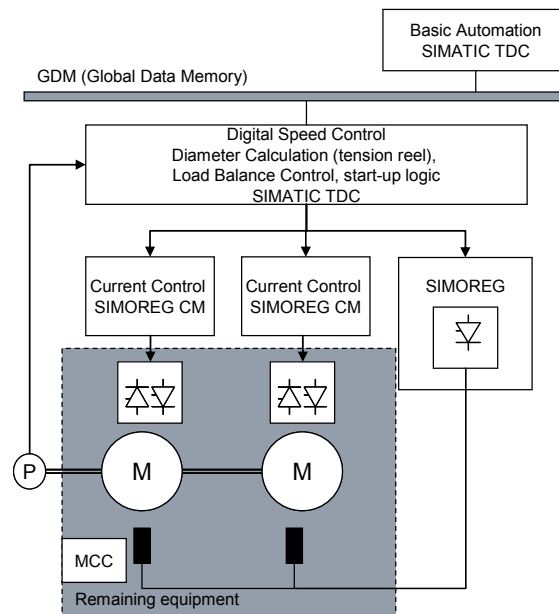 Basic Automation
SIMATIC TDC
GDM (Global Data Memory)
Digital Speed Control
Diameter Calculation (tension reel),
Load Balance Control, start-up logic
SIMATIC TDC
Current Control
SIMOREG CM
Current Control
SIMOREG CM
SIMOREG
P
M
M
MCC
Remaining equipment